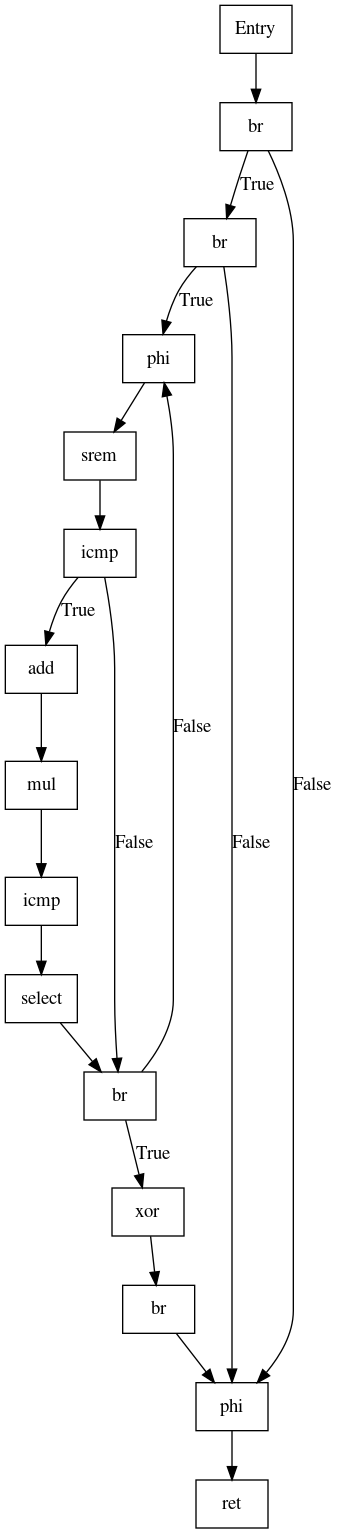 Entry
br
True
br
True
phi
srem
icmp
True
add
False
mul
False
False
False
icmp
select
br
True
xor
br
phi
ret